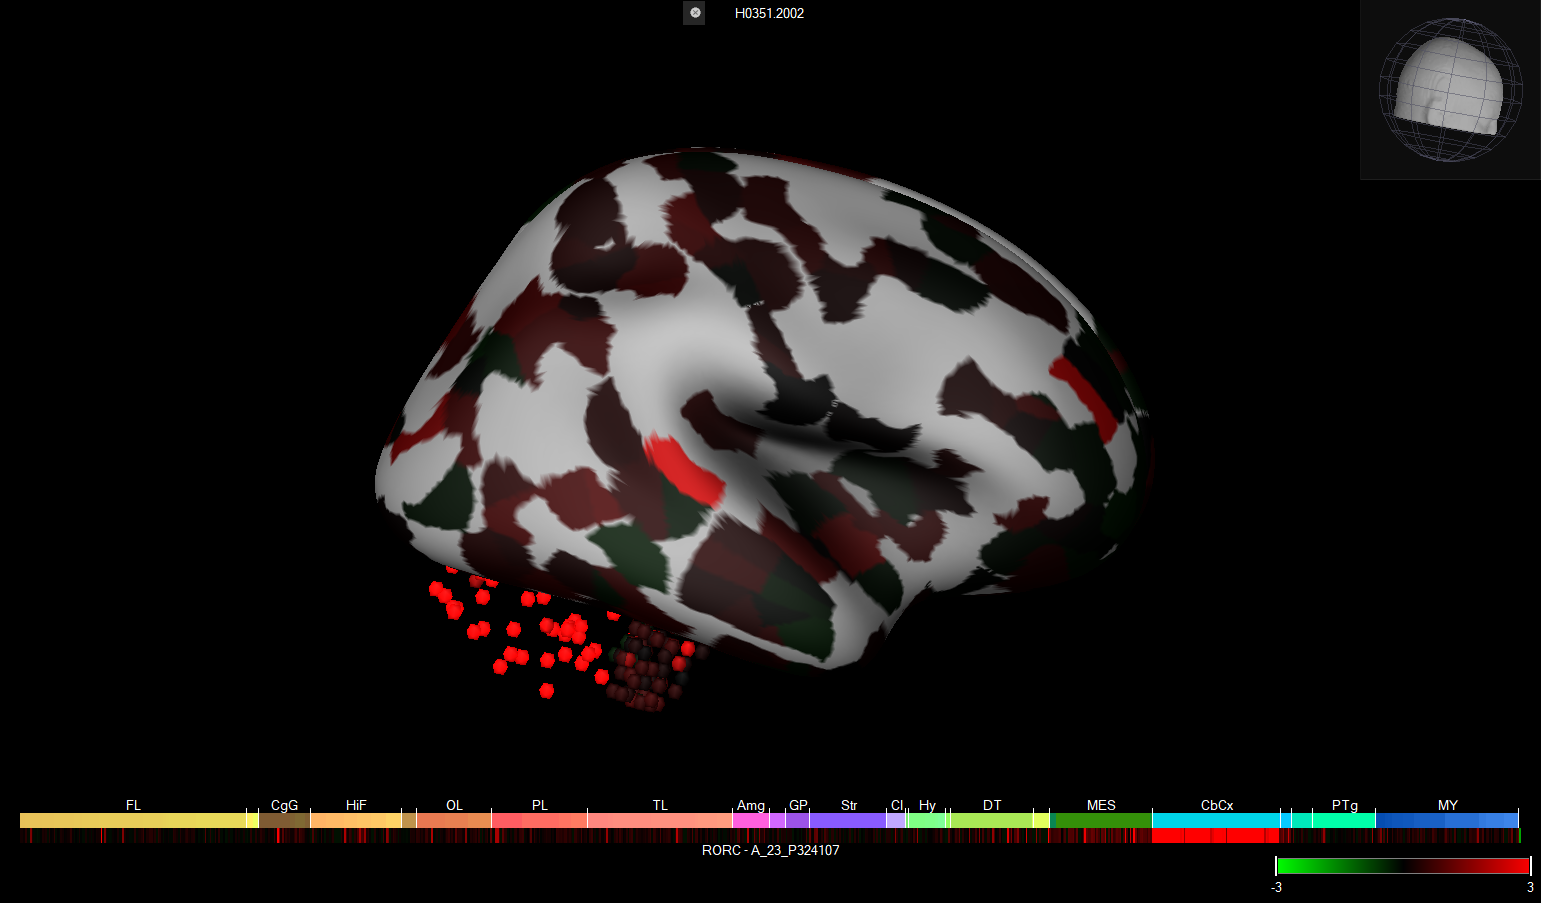 H0351.2002
FL CgG HiF OL PL TL Amg GP Str Cl Hy DT MES CbCx PTg MY
RORC - A_23_P324107
-3 3